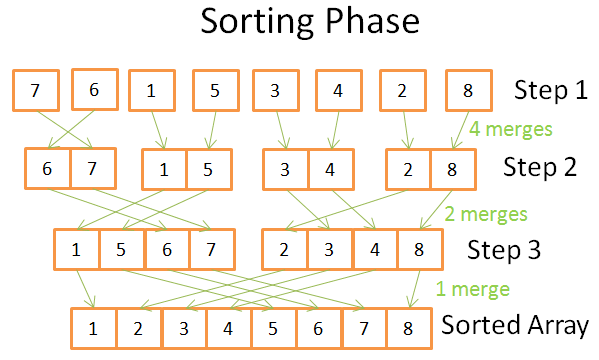 Sorting Phase
7 6 1 5 3 4 2 8 Step 1
4 merges
6 7 1 5 3 4 2 8 Step 2
2 merges
1 5 6 7 2 3 4 8 Step 3
1 merge
1 2 3 4 5 6 7 8 Sorted Array